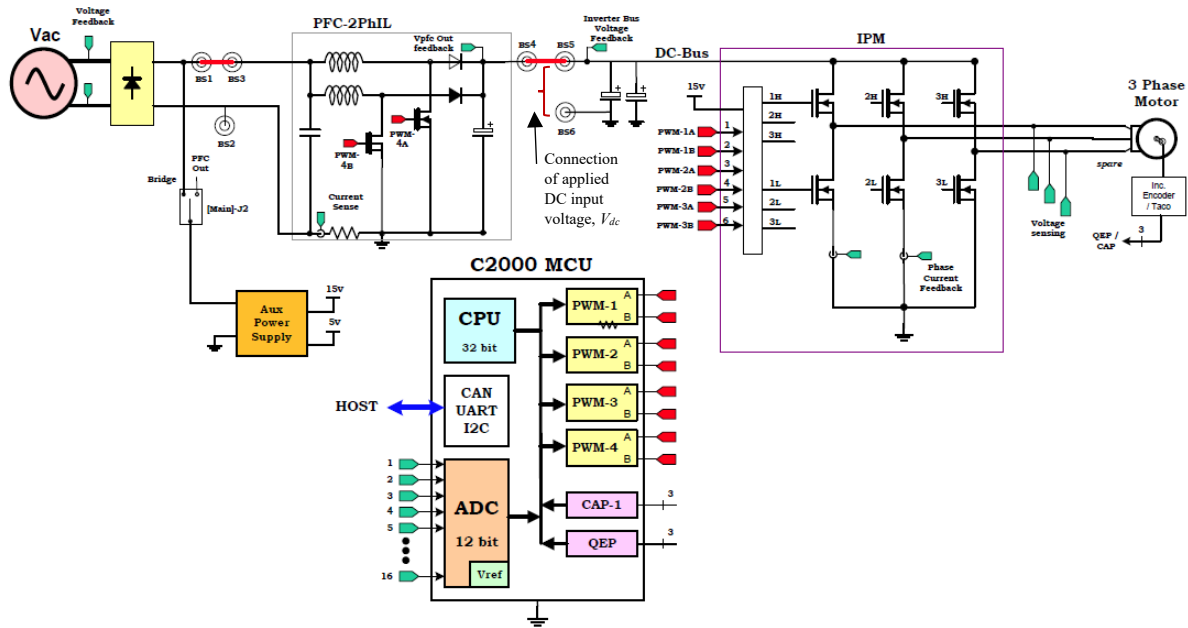 Vac
Voltage
Feedback
BS1
BS3
BS2
PFC
Out
Bridge
[Main]-J2
Aux
Power
Supply
15v
5v
PFC-2PhIL
Vpfc Out
feedback
PWM-
4A
PWM-
4B
Current
Sense
BS4
BS5
BS6
Inverter Bus
Voltage
Feedback
Connection
of applied
DC input
voltage, Vdc
DC-Bus
15v
PWM-1A
1
PWM-1B
2
PWM-2A
3
PWM-2B
4
PWM-3A
5
PWM-3B
6
IPM
1H
2H
3H
1L
2L
3L
2H
3H
2L
3L
Phase
Current
Feedback
3 Phase
Motor
spare
Voltage
sensing
Inc.
Encoder
/ Taco
QEP /
CAP
3
C2000 MCU
CPU
32 bit
CAN
UART
I2C
HOST
ADC
12 bit
Vref
1
2
3
4
5
16
PWM-1
A
B
PWM-2
A
B
PWM-3
A
B
PWM-4
A
B
CAP-1
3
QEP
3